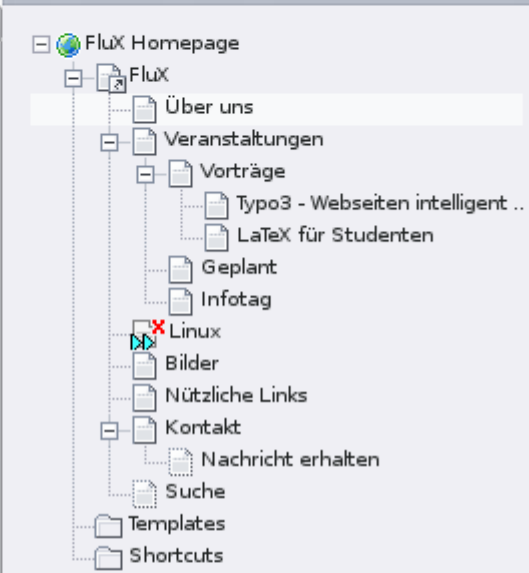 FluX Homepage
FluX
Über uns
Veranstaltungen
Vorträge
Typo3 - Webseiten intelligent ..
LaTeX für Studenten
Geplant
Infotag
Linux
Bilder
Nützliche Links
Kontakt
Nachricht erhalten
Suche
Templates
Shortcuts